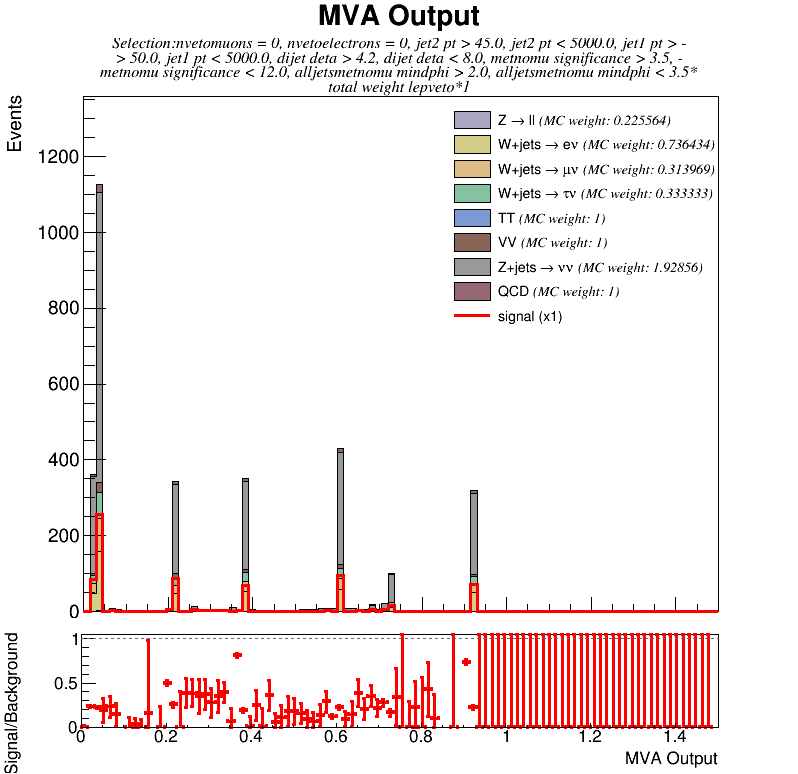 MVA Output
Selection:nvetomuons = 0, nvetoelectrons = 0, jet2 pt > 45.0, jet2 pt < 5000.0, jet1 pt > -
> 50.0, jet1 pt < 5000.0, dijet deta > 4.2, dijet deta < 8.0, metnomu significance > 3.5, -
metnomu significance < 12.0, alljetsmetnomu mindphi > 2.0, alljetsmetnomu mindphi < 3.5*
total weight lepveto*1
Events
1200
1000
800
600
400
200
0
Z → ll (MC weight: 0.225564)
W+jets → eν (MC weight: 0.736434)
W+jets → μν (MC weight: 0.313969)
W+jets → τν (MC weight: 0.333333)
TT (MC weight: 1)
VV (MC weight: 1)
Z+jets → νν (MC weight: 1.92856)
QCD (MC weight: 1)
signal (x1)
Signal/Background
1
0.5
0
0 0.2 0.4 0.6 0.8 1 1.2 1.4
MVA Output